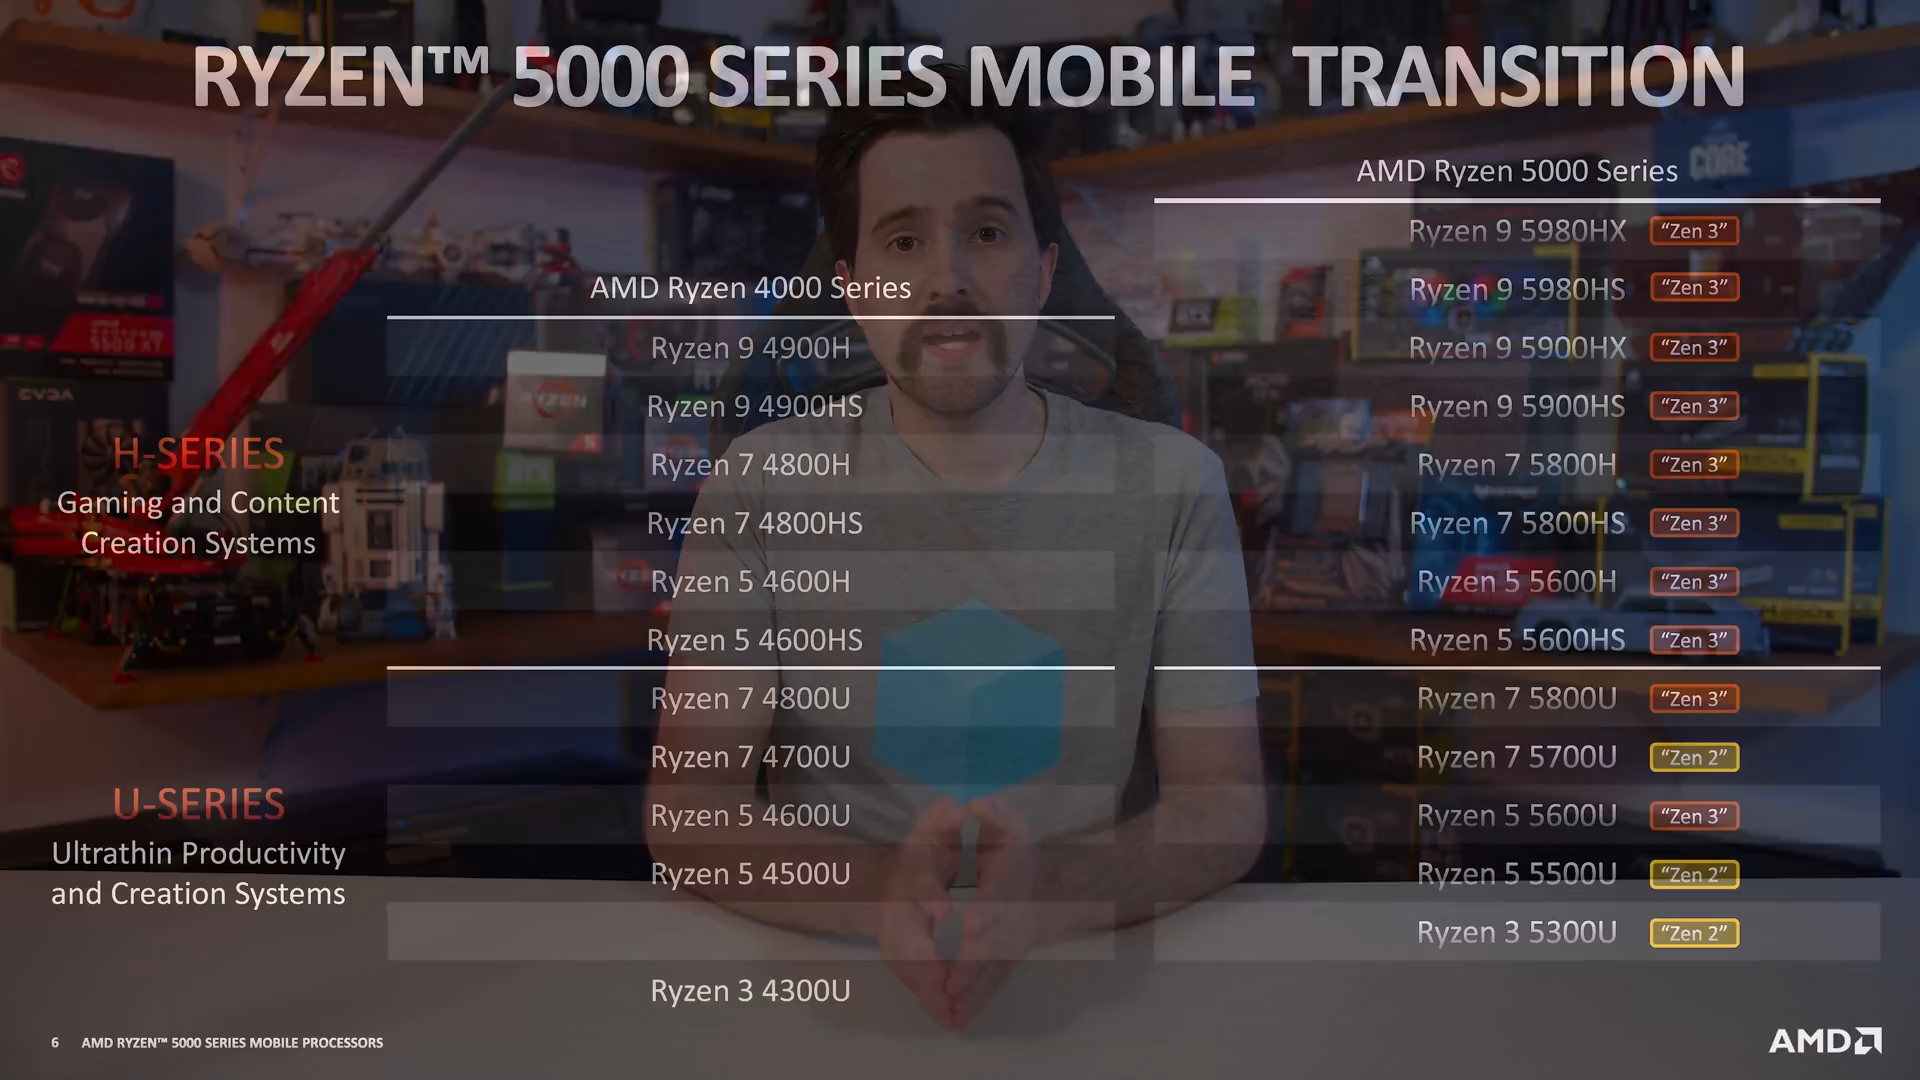 RYZEN™ 5000 SERIES MOBILE TRANSITION
AMD Ryzen 4000 Series
Ryzen 9 4900H
Ryzen 9 4900HS
Ryzen 7 4800H
Ryzen 7 4800HS
Ryzen 5 4600H
Ryzen 5 4600HS
Ryzen 7 4800U
Ryzen 7 4700U
Ryzen 5 4600U
Ryzen 5 4500U
Ryzen 3 4300U
AMD Ryzen 5000 Series
Ryzen 9 5980HX “Zen 3”
Ryzen 9 5980HS “Zen 3”
Ryzen 9 5900HX “Zen 3”
Ryzen 9 5900HS “Zen 3”
Ryzen 7 5800H “Zen 3”
Ryzen 7 5800HS “Zen 3”
Ryzen 5 5600H “Zen 3”
Ryzen 5 5600HS “Zen 3”
Ryzen 7 5800U “Zen 3”
Ryzen 7 5700U “Zen 2”
Ryzen 5 5600U “Zen 3”
Ryzen 5 5500U “Zen 2”
Ryzen 3 5300U “Zen 2”
H-SERIES
Gaming and Content
Creation Systems
U-SERIES
Ultrathin Productivity
and Creation Systems
6 AMD RYZEN™ 5000 SERIES MOBILE PROCESSORS
AMD
CORE
EVGA
RYZEN